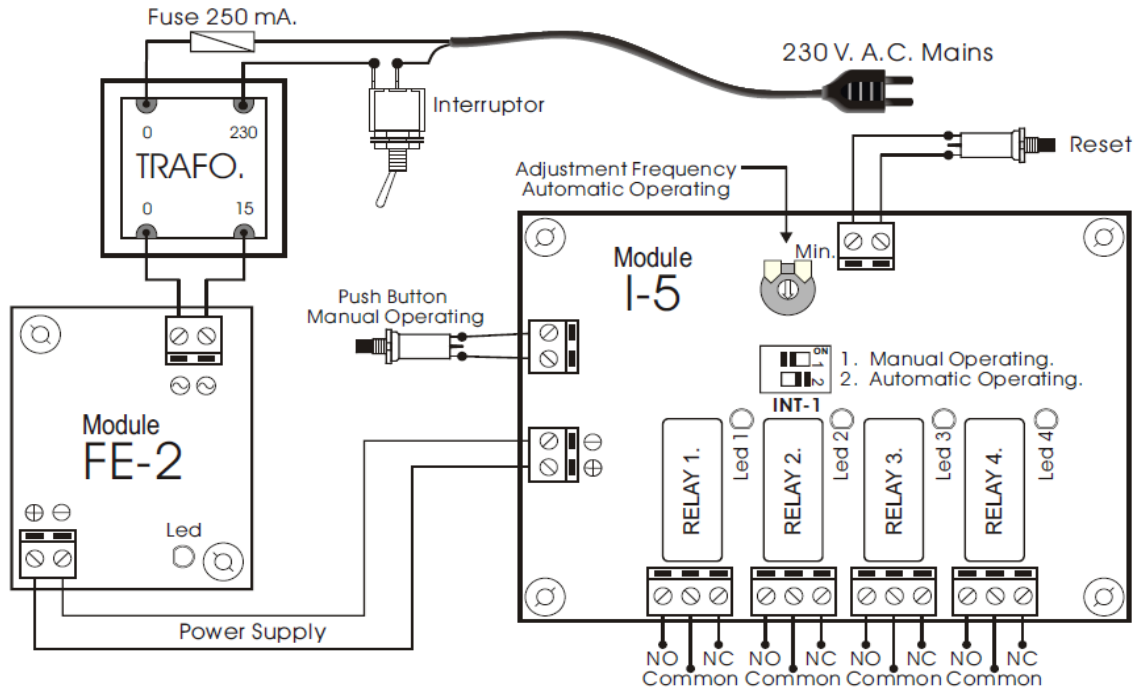 Fuse 250 mA.
230 V. A.C. Mains
Interruptor
0 230
TRAFO.
0 15
Reset
Adjustment Frequency
Automatic Operating
Min.
Module
I-5
Push Button
Manual Operating
ON
1
2
1. Manual Operating.
2. Automatic Operating.
INT-1
Module
FE-2
Led
Power Supply
RELAY 1.
Led 1
RELAY 2.
Led 2
RELAY 3.
Led 3
RELAY 4.
Led 4
NO NC NO NC NO NC NO NC
Common Common Common Common